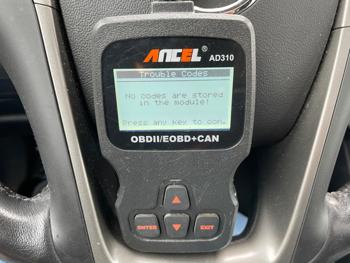 ANCEL® AD310
Trouble Codes
No codes are stored
in the module!
Press any key to con.
OBDII/EOBD+CAN
ENTER
EXIT